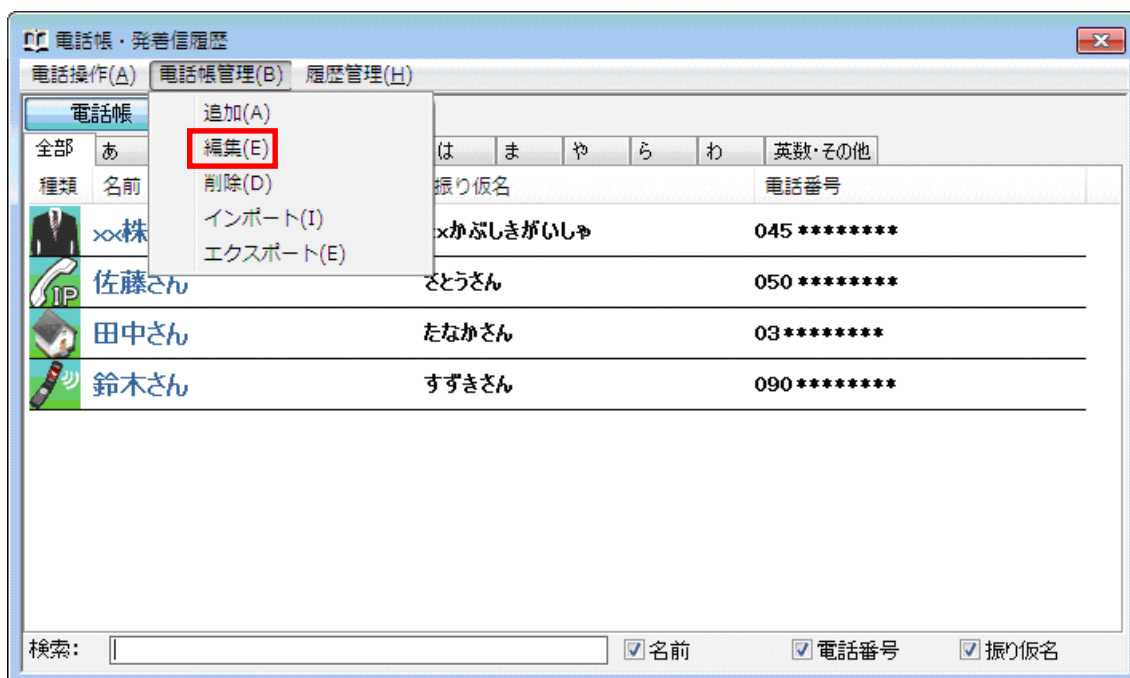 電話帳・発着信履歴
電話操作(A) 電話帳管理(B) 履歴管理(H)
電話帳
追加(A)
編集(E)
削除(D)
インポート(I)
エクスポート(E)
全部 あ は ま や ら わ 英数・その他
種類 名前 振り仮名 電話番号
xx株 xかぶしきがいしゃ 045********
佐藤さん さとうさん 050********
田中さん たなかさん 03********
鈴木さん すずきさん 090********
検索: 名前 電話番号 振り仮名
IP